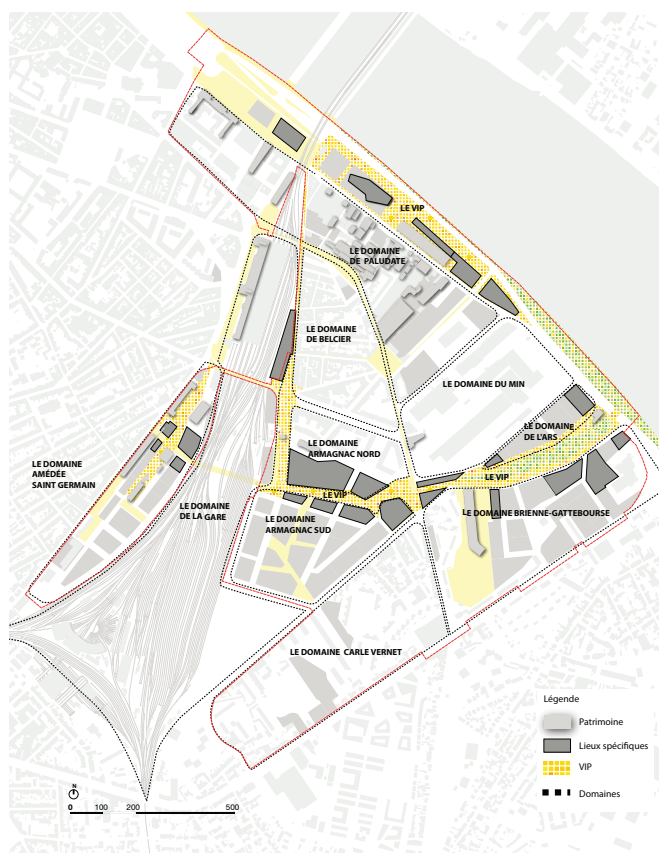 LE VIP
LE DOMAINE
DE PALUDATE
LE DOMAINE
DE BELCIER
LE DOMAINE DU MIN
LE DOMAINE
DE L'ARS
LE DOMAINE
ARMAGNAC NORD
LE DOMAINE
AMÉDÉE
SAINT GERMAIN
LE VIP
LE VIP
LE DOMAINE
DE LA GARE
LE DOMAINE
ARMAGNAC SUD
LE DOMAINE BRIENNE-GATTEBOURSE
LE DOMAINE CARLE VERNET
Légende
Patrimoine
Lieux spécifiques
VIP
Domaines
N
0 100 200 500